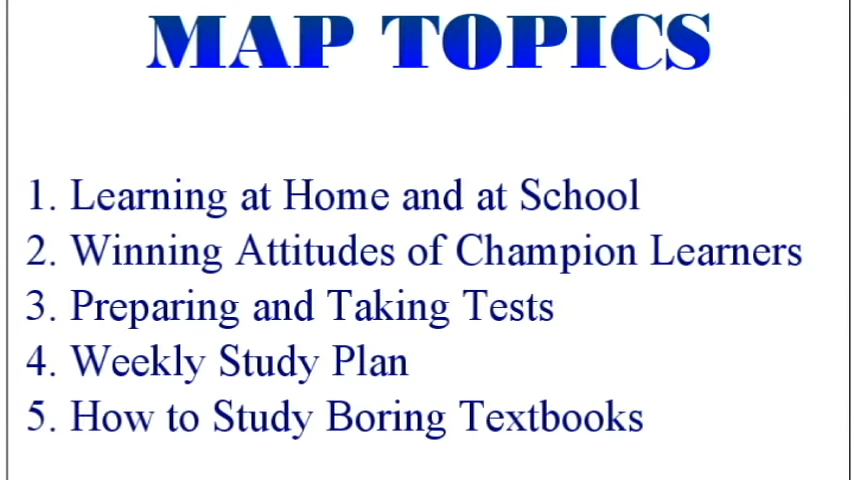 MAP TOPICS
1. Learning at Home and at School
2. Winning Attitudes of Champion Learners
3. Preparing and Taking Tests
4. Weekly Study Plan
5. How to Study Boring Textbooks